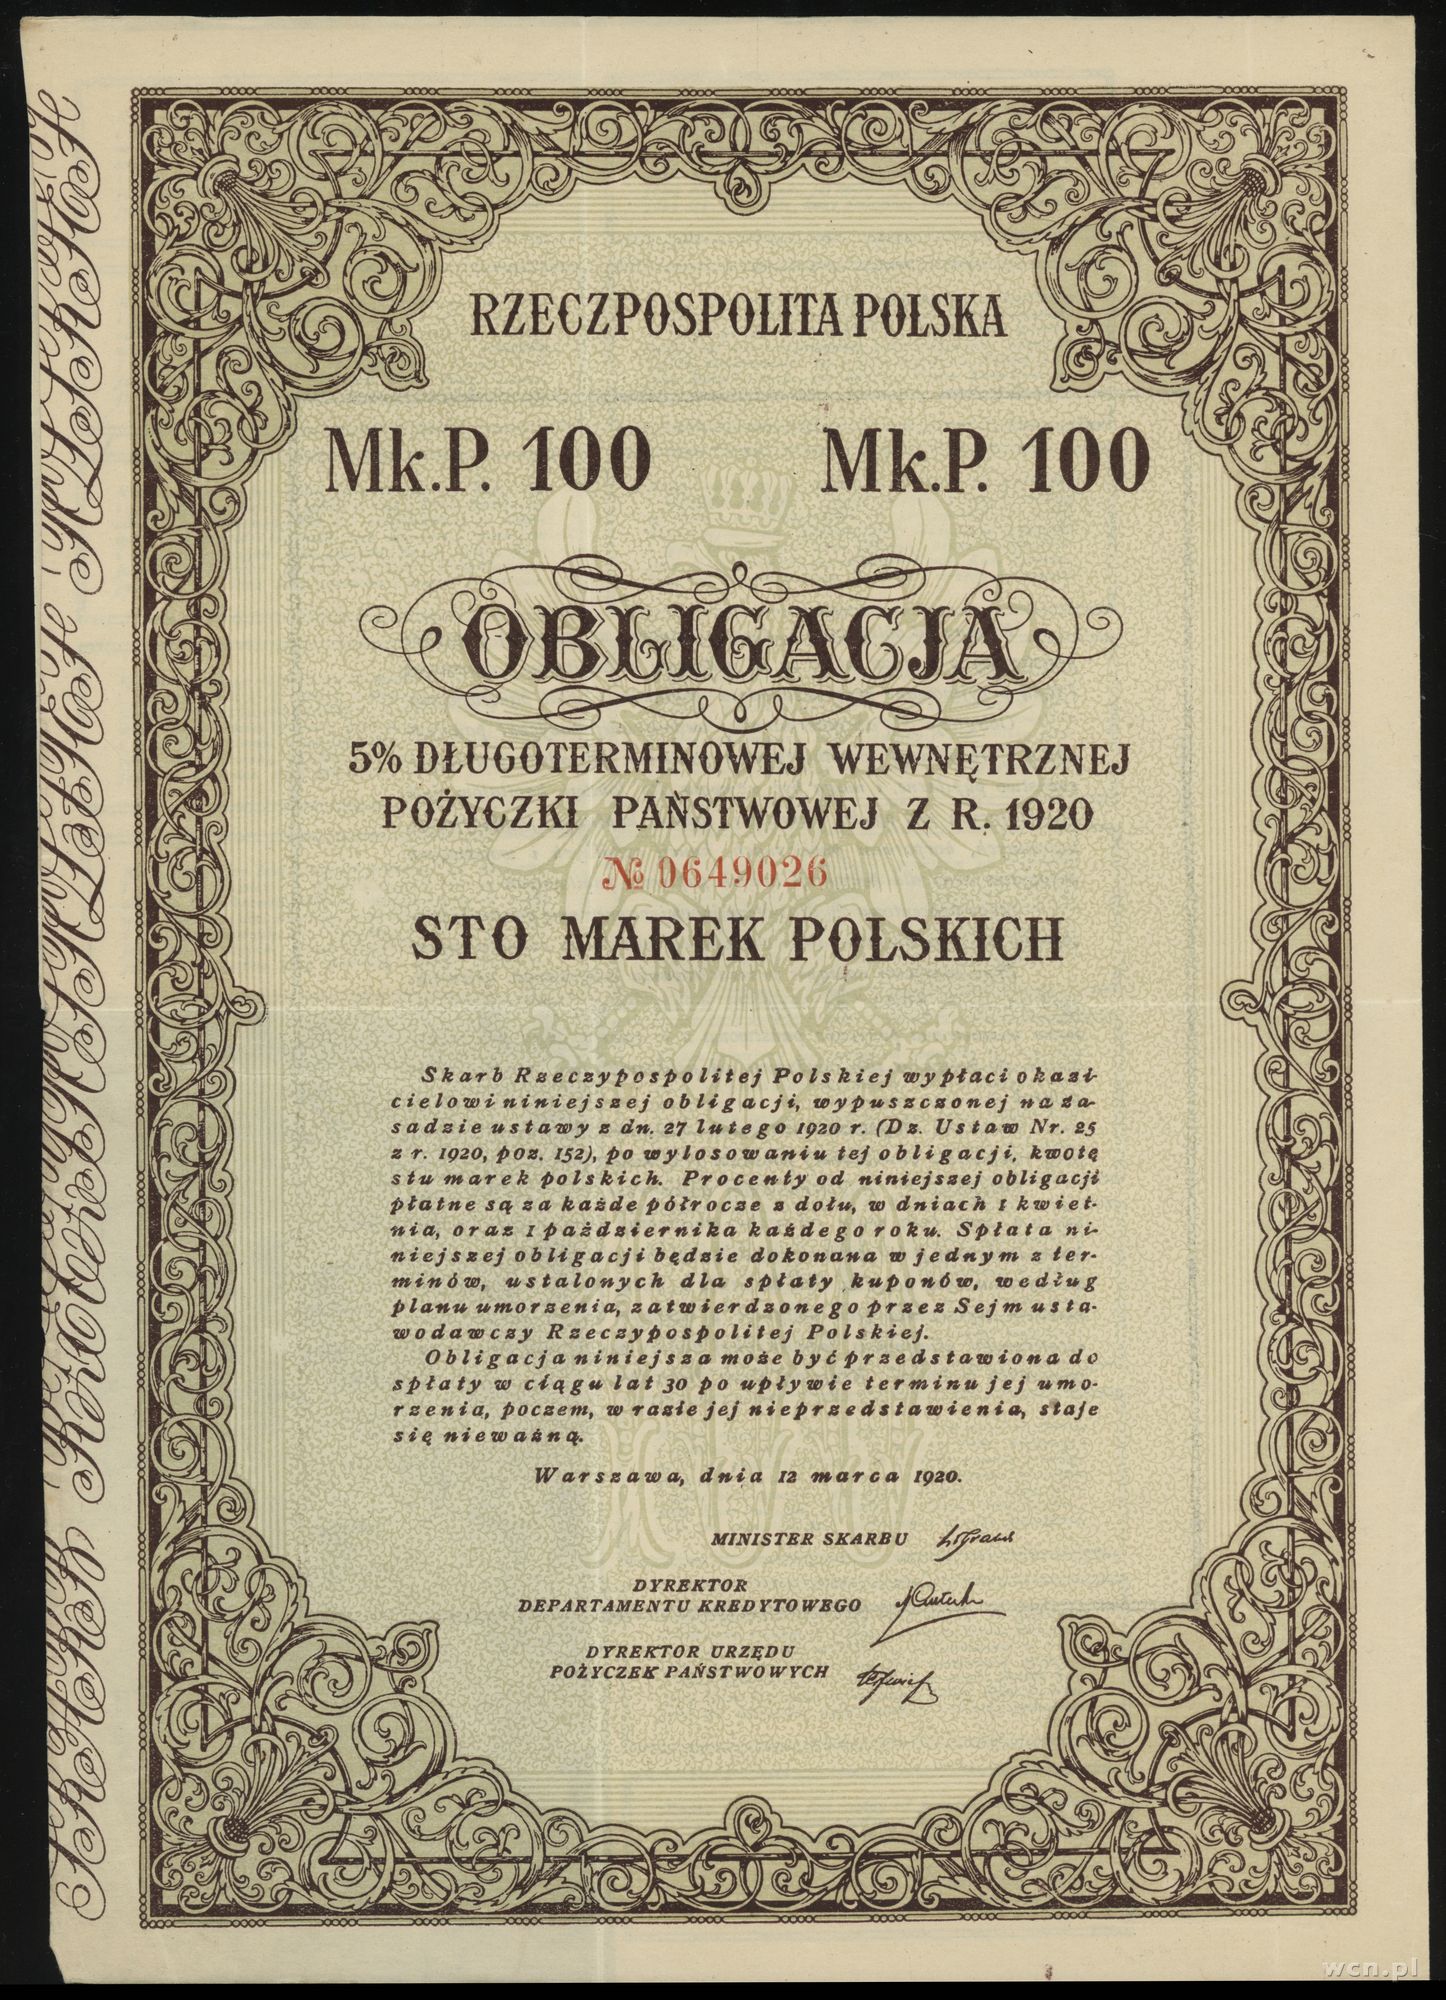 RZECZPOSPOLITA POLSKA
Mk.P. 100 Mk.P. 100
OBLIGACJA
5% DŁUGOTERMINOWEJ WEWNĘTRZNEJ
POŻYCZKI PAŃSTWOWEJ Z R. 1920
№ 0649026
STO MAREK POLSKICH
Skarb Rzeczypospolitej Polskiej wypłaci okazi-
cielowi niniejszej obligacji, wypuszczonej na za-
sadzie ustawy z dn. 27 lutego 1920 r. (Dz. Ustaw Nr. 25
z r. 1920, poz. 152), po wylosowaniu tej obligacji, kwotę
stu marek polskich. Procenty od niniejszej obligacji
płatne są za każde półrocze z dołu, w dniach 1 kwiet-
nia, oraz 1 października każdego roku. Spłata ni-
niejszej obligacji będzie dokonana w jednym z ter-
minów, ustalonych dla spłaty kuponów, według
planu umorzenia, zatwierdzonego przez Sejm usta-
wodawczy Rzeczypospolitej Polskiej.
Obligacja niniejsza może być przedstawiona do
spłaty w ciągu lat 30 po upływie terminu jej umo-
rzenia, poczem, w razie jej nieprzedstawienia, staje
się nieważną.
Warszawa, dnia 12 marca 1920.
MINISTER SKARBU
DYREKTOR
DEPARTAMENTU KREDYTOWEGO
DYREKTOR URZĘDU
POŻYCZEK PAŃSTWOWYCH
wcn.pl